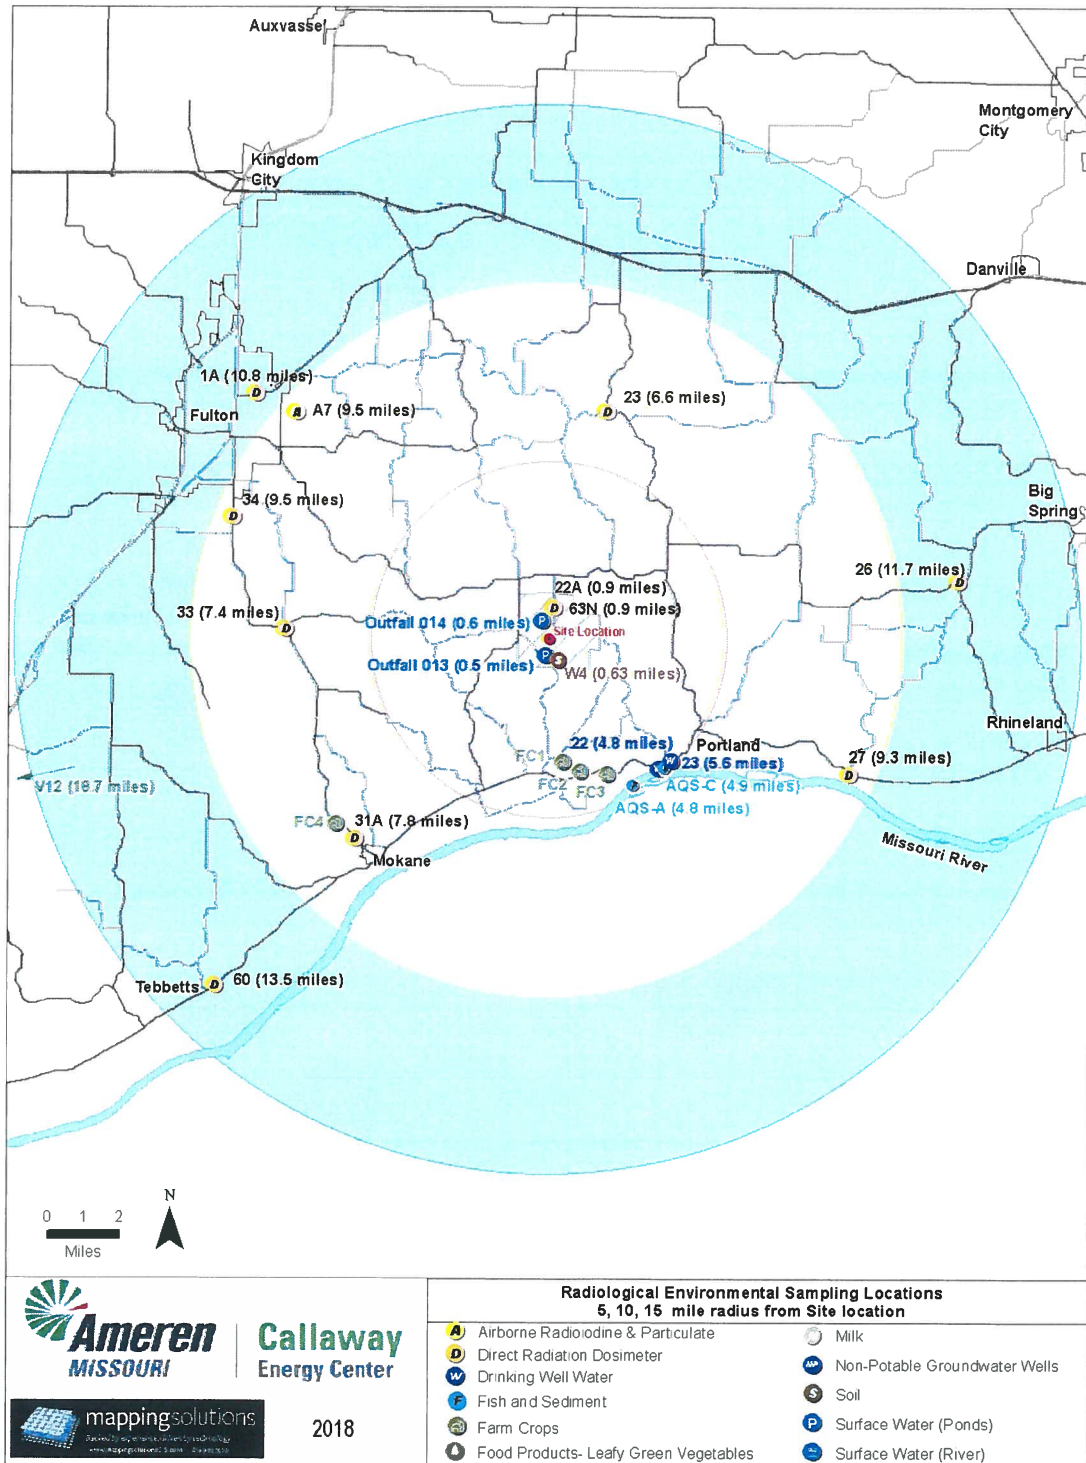 Auxvasse
Montgomery
City
Kingdom
City
Danville
1A (10.8 miles)
A7 (9.5 miles)
23 (6.6 miles)
Fulton
34 (9.5 miles)
Big
Spring
26 (11.7 miles)
22A (0.9 miles)
33 (7.4 miles)
63N (0.9 miles)
Outfall 014 (0.6 miles)
Site Location
Outfall 013 (0.5 miles)
W4 (0.63 miles)
Rhineland
22 (4.8 miles)
Portland
FC1
23 (5.6 miles)
27 (9.3 miles)
FC2
FC3
AQS-C (4.9 miles)
AQS-A (4.8 miles)
V12 (16.7 miles)
FC4
31A (7.8 miles)
Mokane
Missouri River
Tebbetts
60 (13.5 miles)
N
0 1 2
Miles
Ameren
MISSOURI
Callaway
Energy Center
mappingsolutions
2018
Radiological Environmental Sampling Locations
5, 10, 15 mile radius from Site location
A Airborne Radioiodine & Particulate
D Direct Radiation Dosimeter
W Drinking Well Water
F Fish and Sediment
Farm Crops
Food Products- Leafy Green Vegetables
Milk
Non-Potable Groundwater Wells
S Soil
P Surface Water (Ponds)
Surface Water (River)